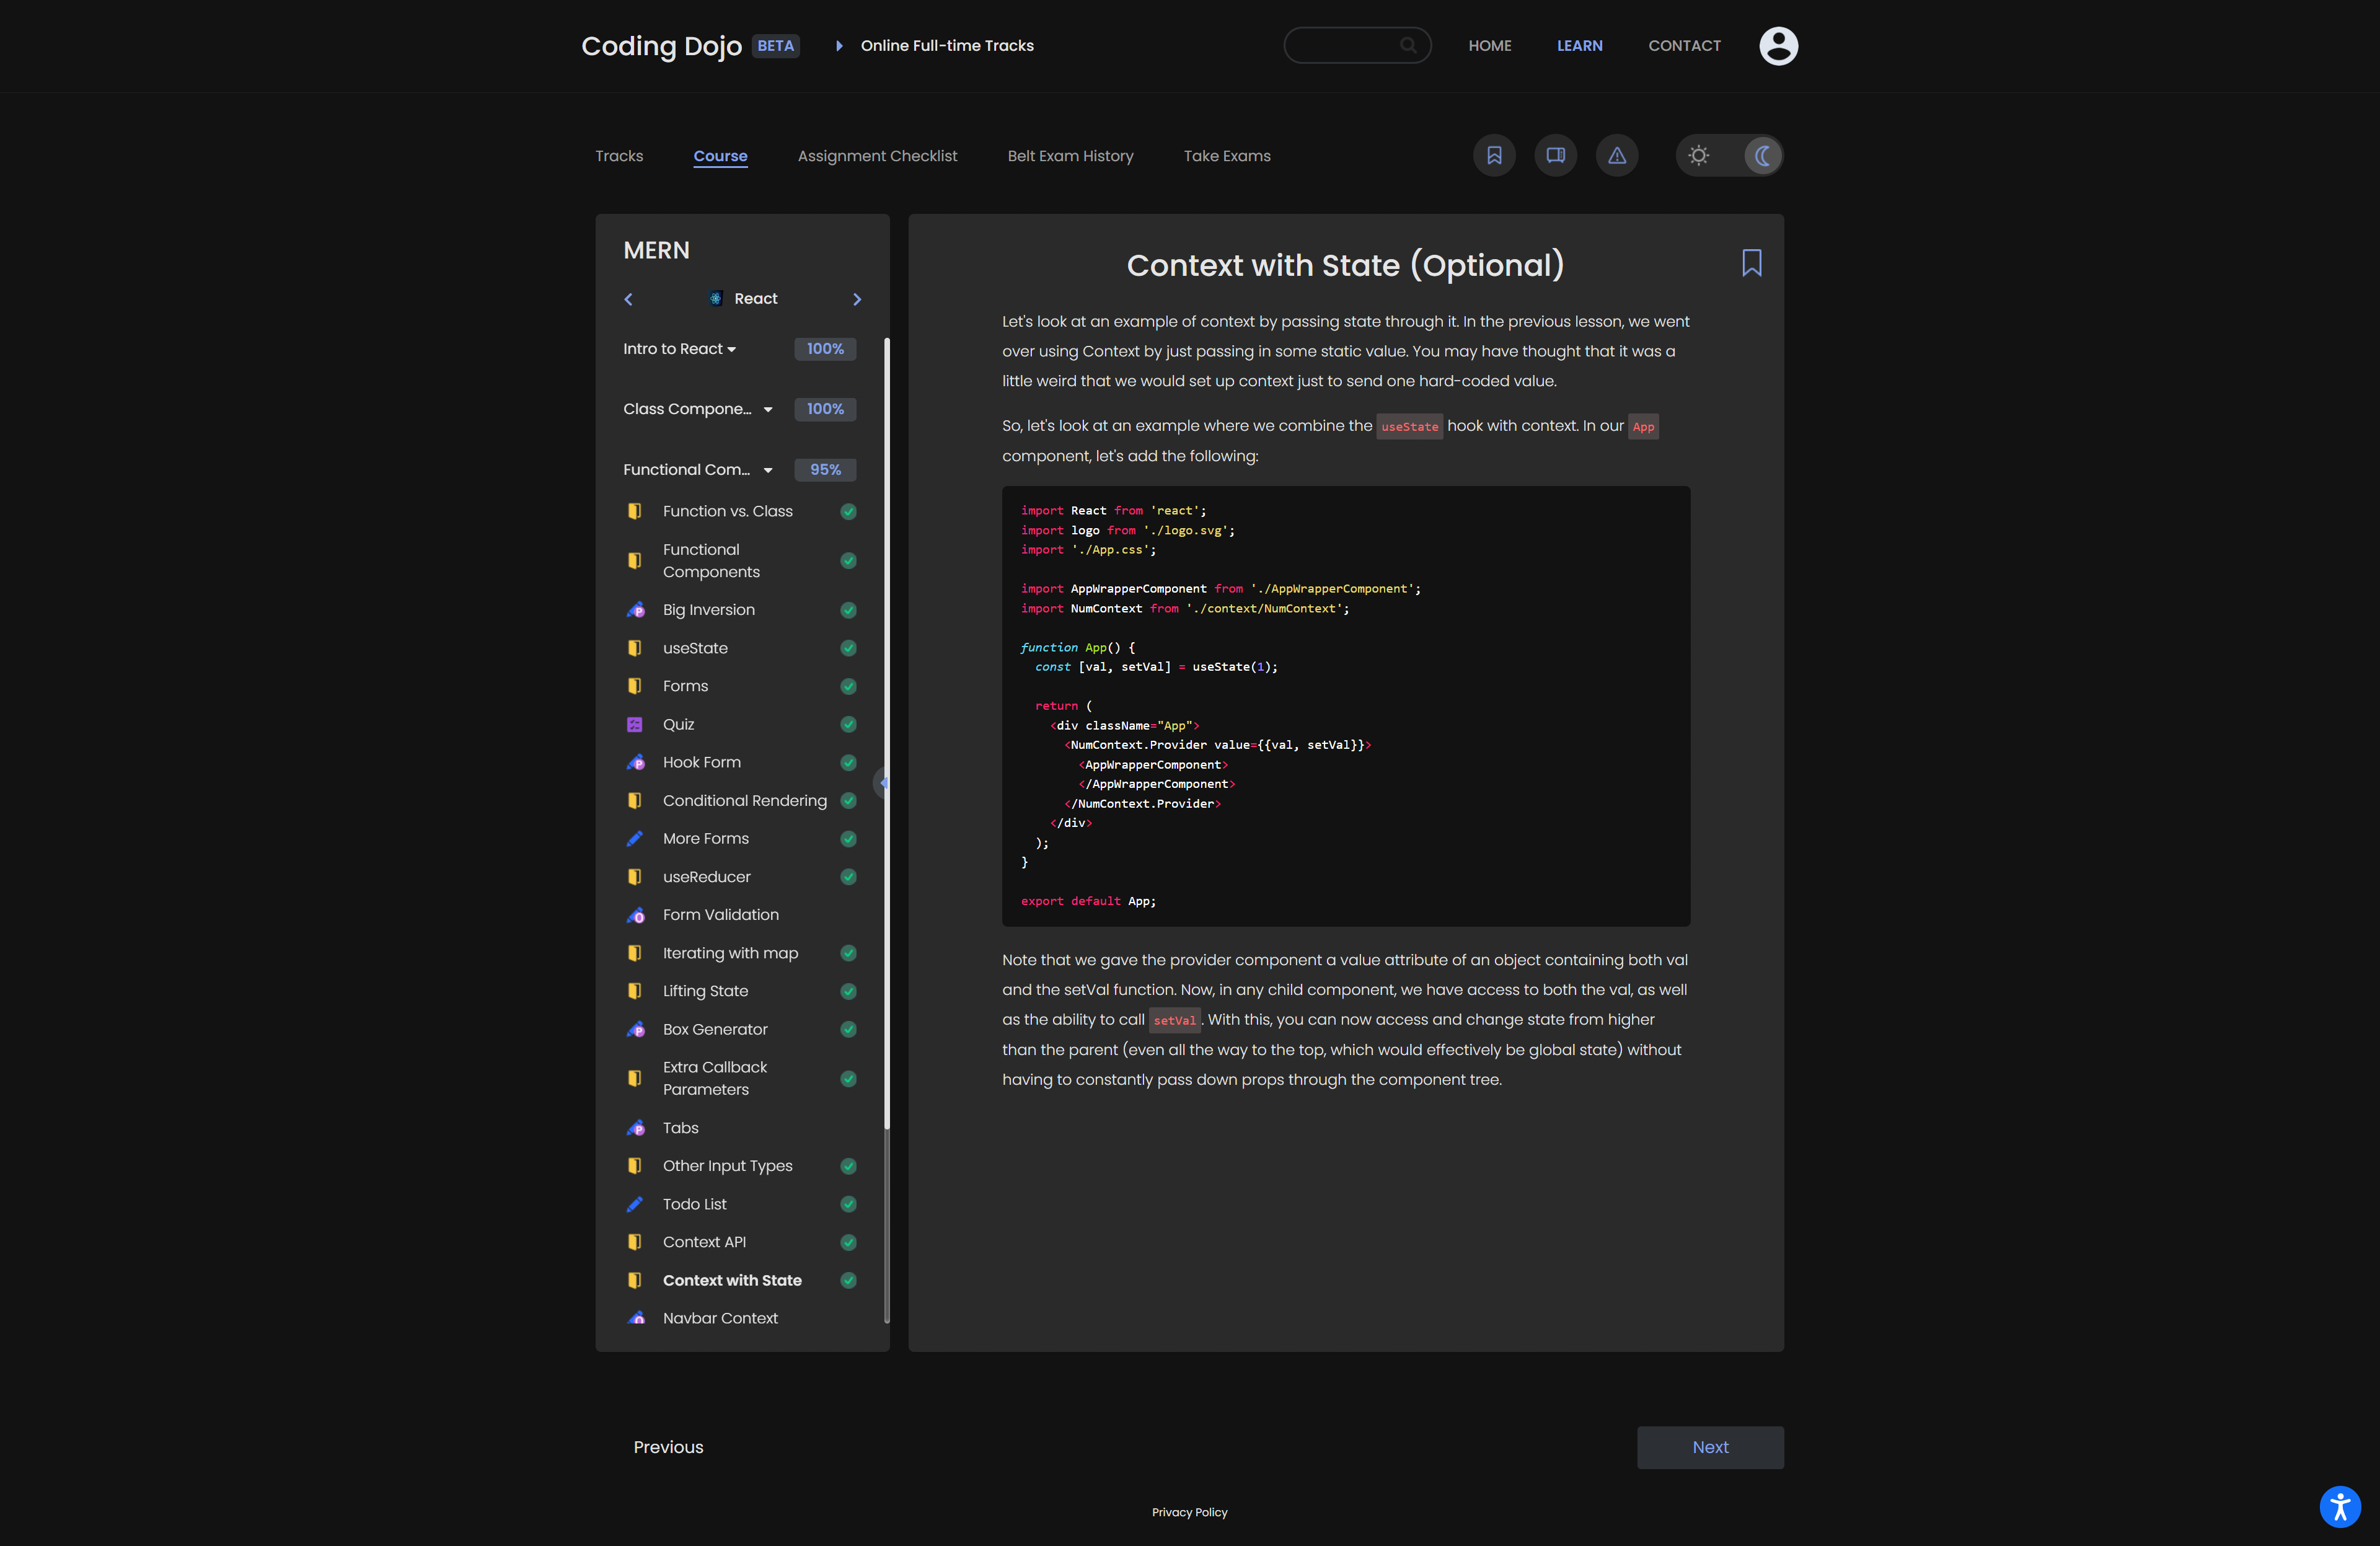 Coding Dojo BETA Online Full-time Tracks HOME LEARN CONTACT
Tracks Course Assignment Checklist Belt Exam History Take Exams
MERN
React
Intro to React 100%
Class Compone... 100%
Functional Com... 95%
Function vs. Class
Functional
Components
Big Inversion
useState
Forms
Quiz
Hook Form
Conditional Rendering
More Forms
useReducer
Form Validation
Iterating with map
Lifting State
Box Generator
Extra Callback
Parameters
Tabs
Other Input Types
Todo List
Context API
Context with State
Navbar Context
Context with State (Optional)
Let's look at an example of context by passing state through it. In the previous lesson, we went
over using Context by just passing in some static value. You may have thought that it was a
little weird that we would set up context just to send one hard-coded value.
So, let's look at an example where we combine the useState hook with context. In our App
component, let's add the following:
import React from 'react';
import logo from './logo.svg';
import './App.css';
import AppWrapperComponent from './AppWrapperComponent';
import NumContext from './context/NumContext';
function App() {
const [val, setVal] = useState(1);
return (
<div className="App">
<NumContext.Provider value={{val, setVal}}>
<AppWrapperComponent>
</AppWrapperComponent>
</NumContext.Provider>
</div>
);
}
export default App;
Note that we gave the provider component a value attribute of an object containing both val
and the setVal function. Now, in any child component, we have access to both the val, as well
as the ability to call setVal. With this, you can now access and change state from higher
than the parent (even all the way to the top, which would effectively be global state) without
having to constantly pass down props through the component tree.
Previous Next
Privacy Policy